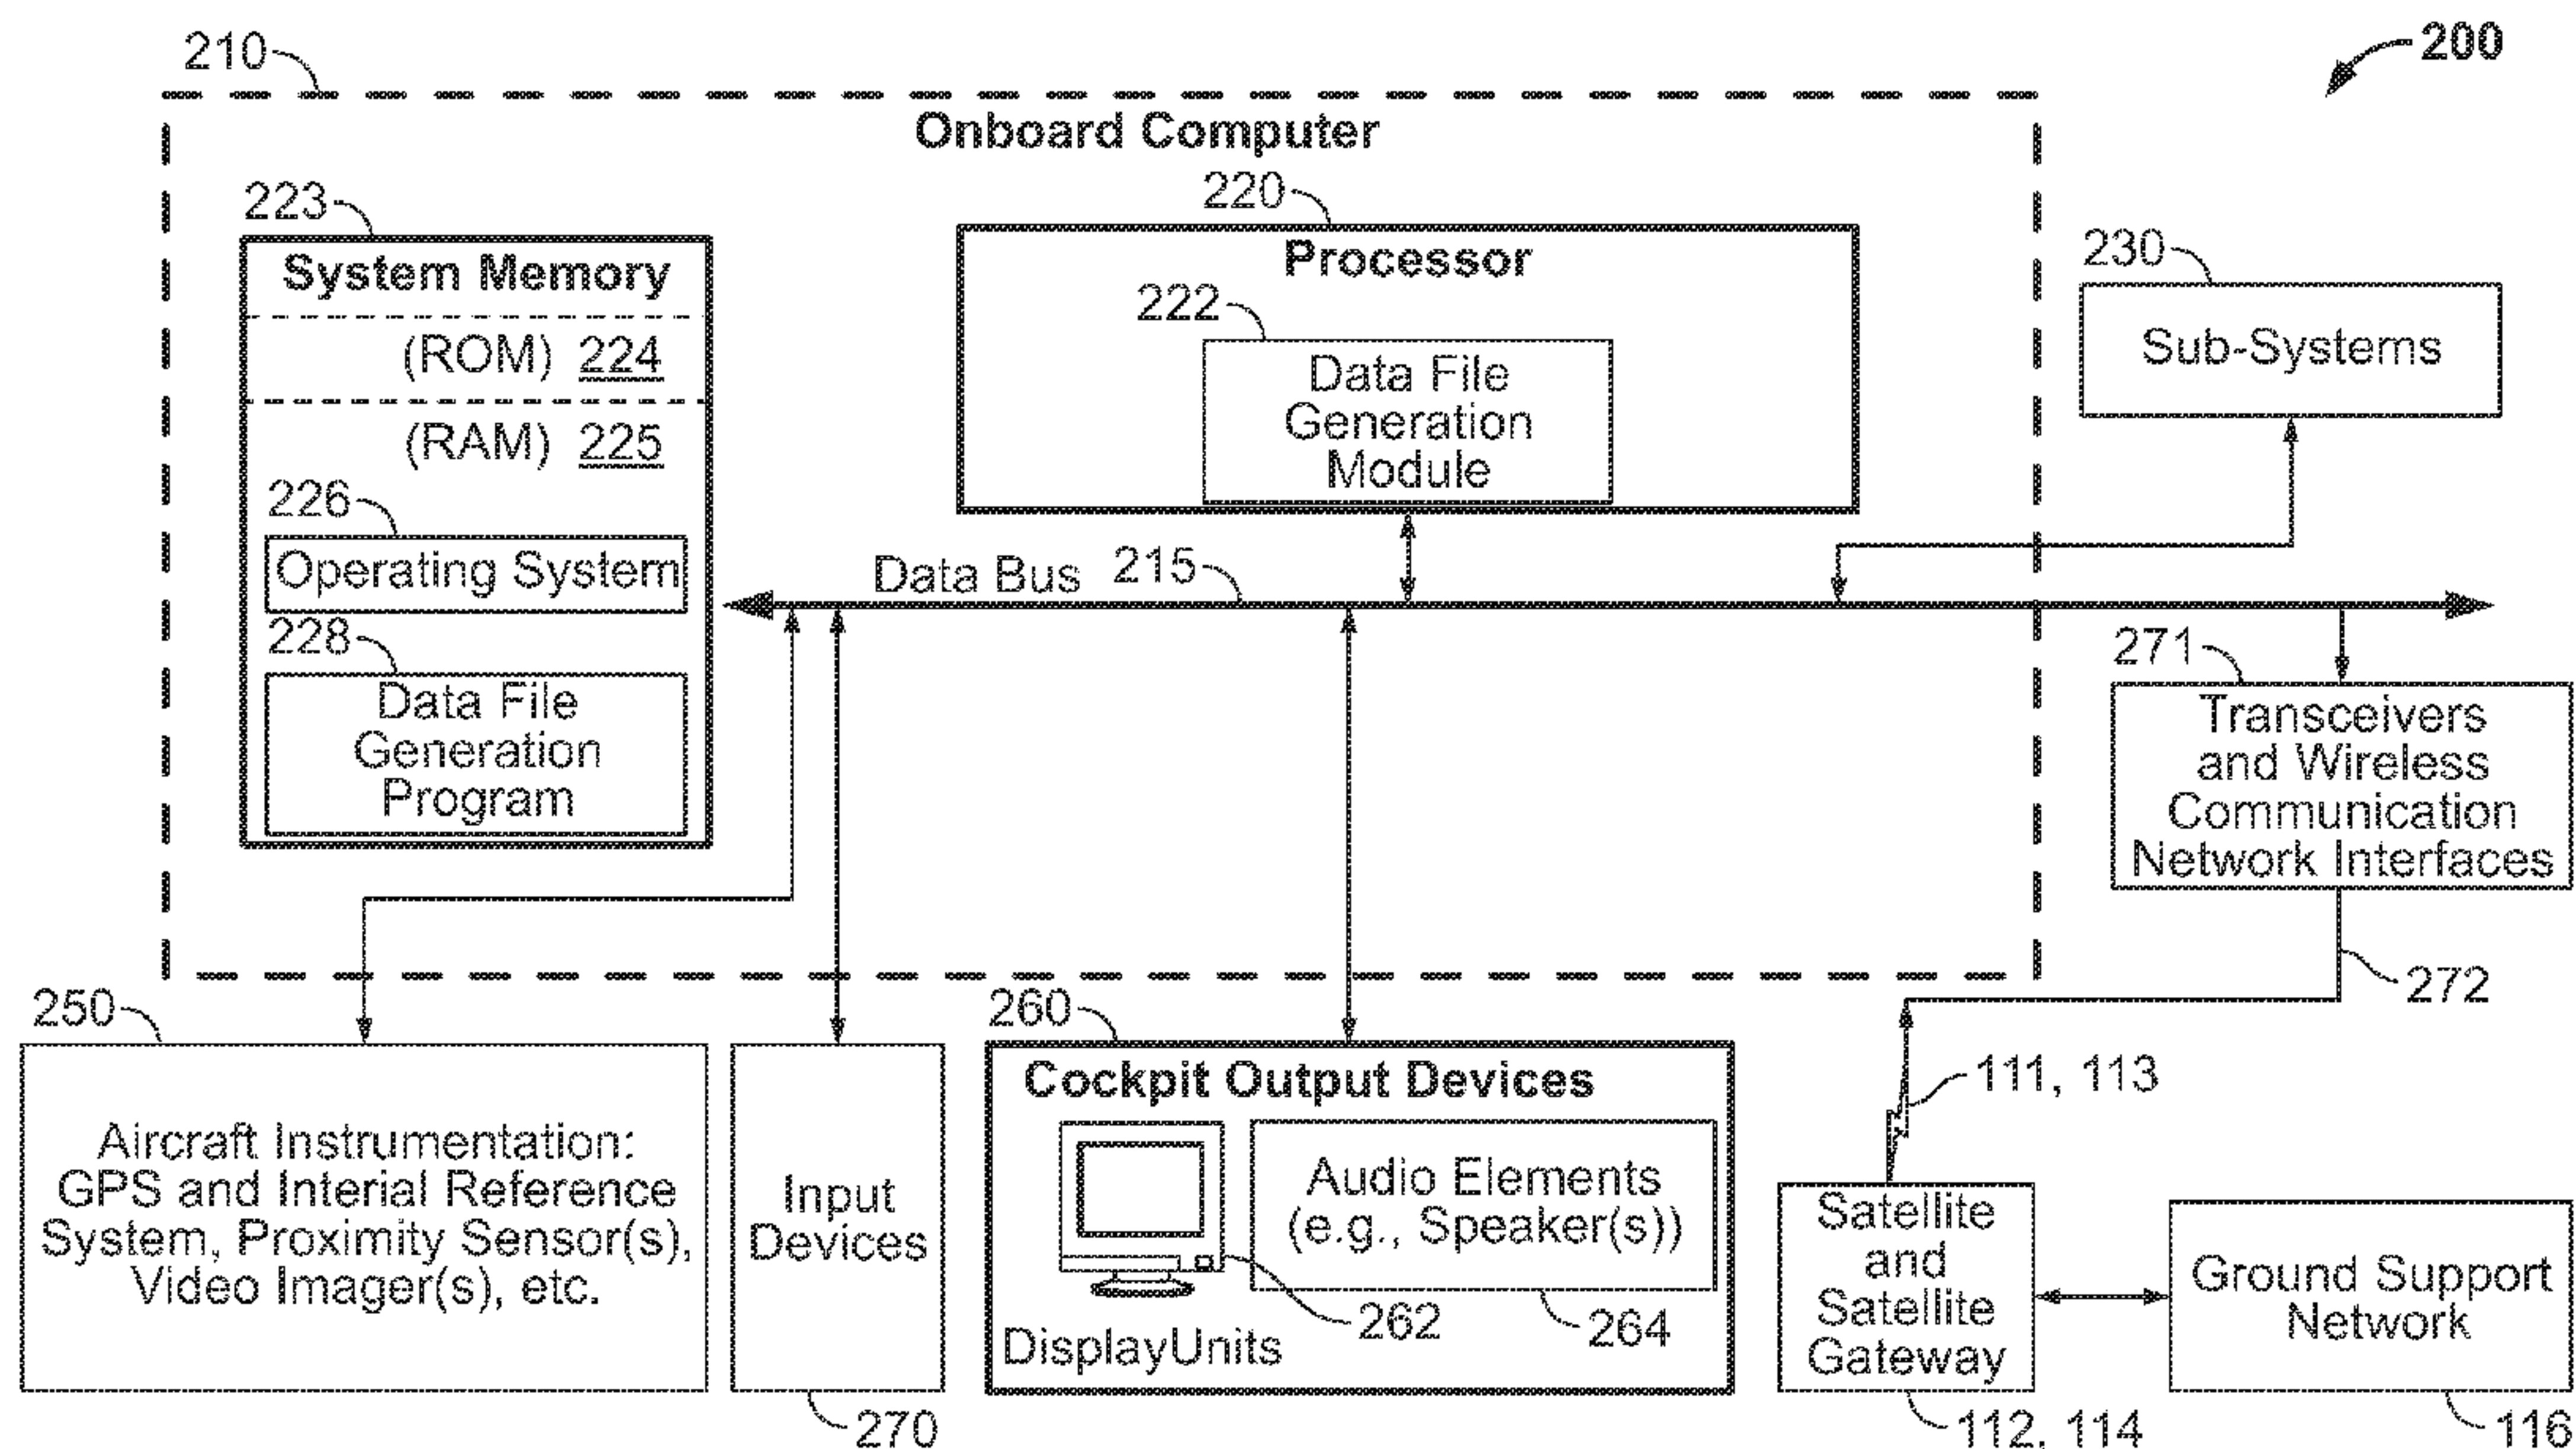 210
200
Onboard Computer
223
System Memory
(ROM) 224
(RAM) 225
226
Operating System
228
Data File
Generation
Program
220
Processor
222
Data File
Generation
Module
Data Bus 215
230
Sub-Systems
271
Transceivers
and Wireless
Communication
Network Interfaces
272
250
Aircraft Instrumentation:
GPS and Interial Reference
System, Proximity Sensor(s),
Video Imager(s), etc.
Input
Devices
270
260
Cockpit Output Devices
DisplayUnits
262
Audio Elements
(e.g., Speaker(s))
264
111, 113
Satellite
and
Satellite
Gateway
112, 114
Ground Support
Network
116